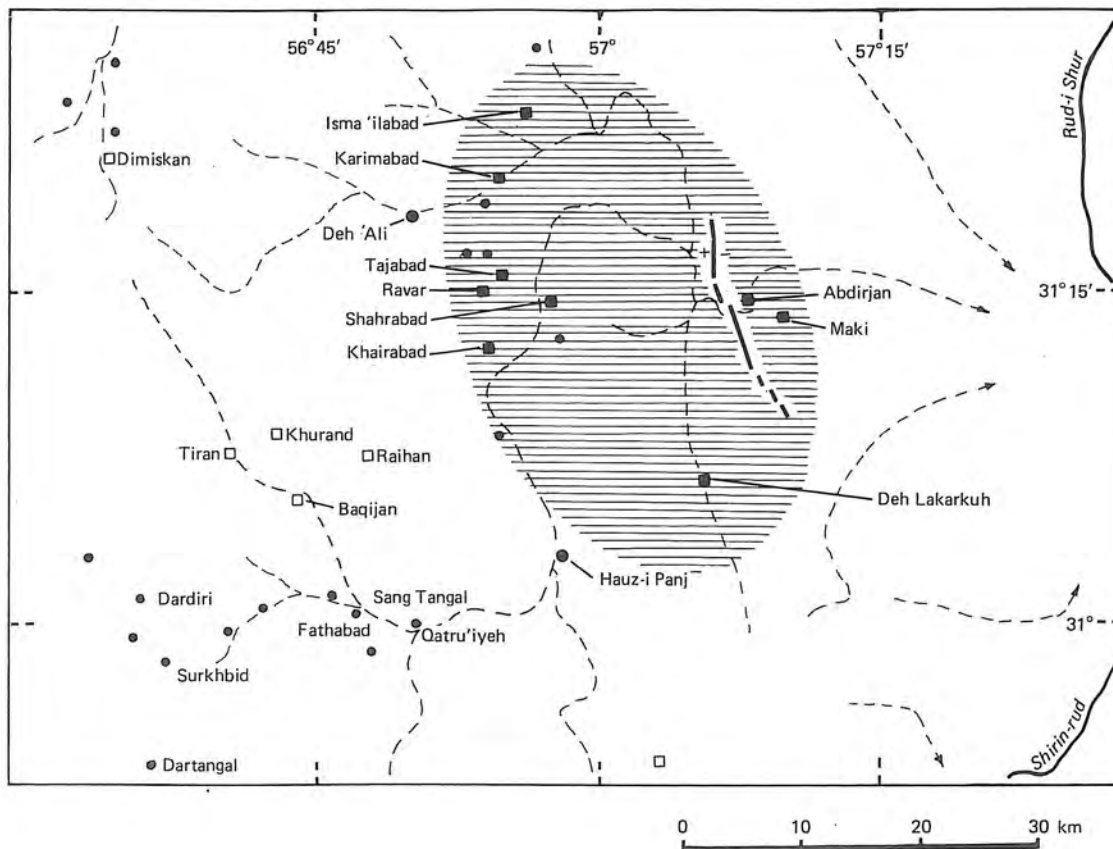 56°45'
57°
57°15'
Rud-i Shur
Isma 'ilabad
Karimabad
Dimiskan
Deh 'Ali
Tajabad
Ravar
Shahrabad
Khairabad
Abdirjan
Maki
31°15'
Khurand
Tiran
Raihan
Baqijan
Deh Lakarkuh
Hauz-i Panj
Dardiri
Sang Tangal
Fathabad
Qatru'iyeh
31°
Surkhbid
Dartangal
Shirin-rud
0 10 20 30 km